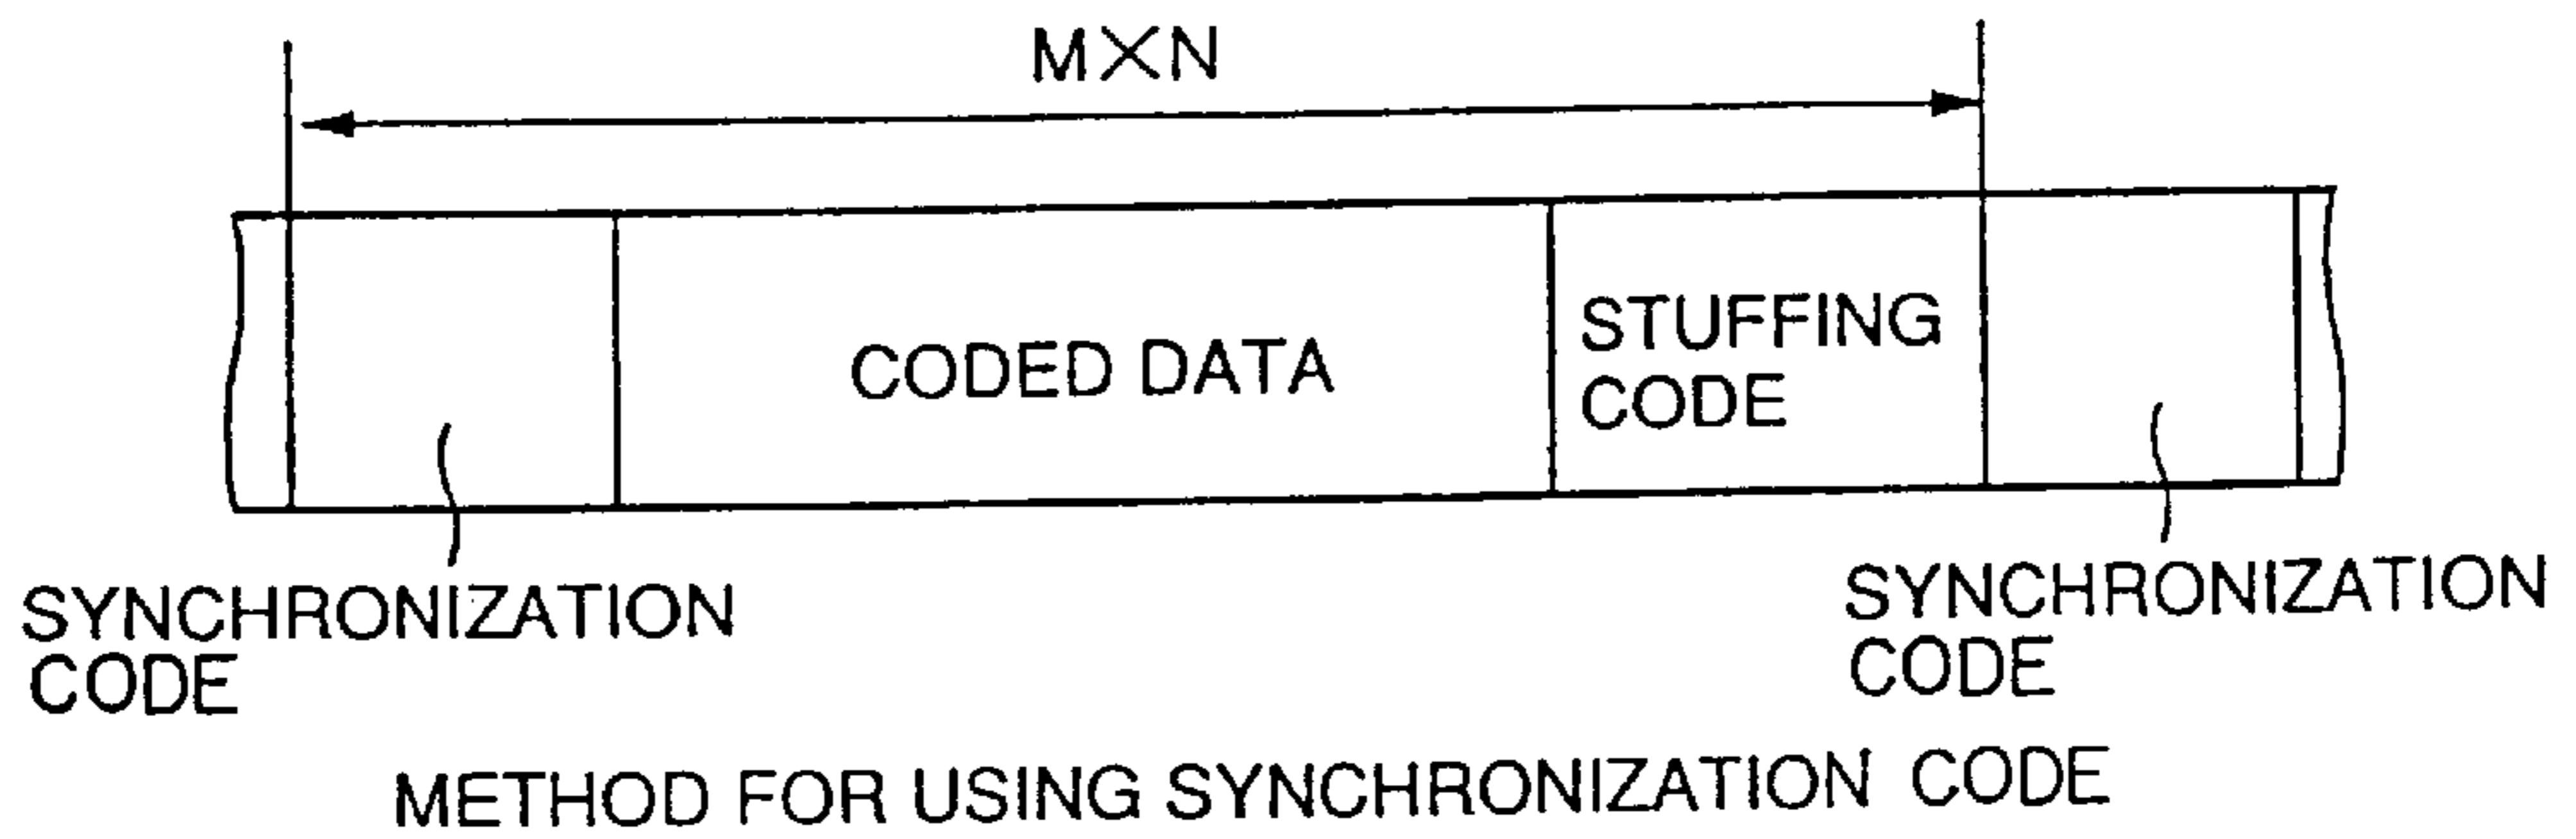 M×N
CODED DATA
STUFFING
CODE
SYNCHRONIZATION
CODE
SYNCHRONIZATION
CODE
METHOD FOR USING SYNCHRONIZATION CODE